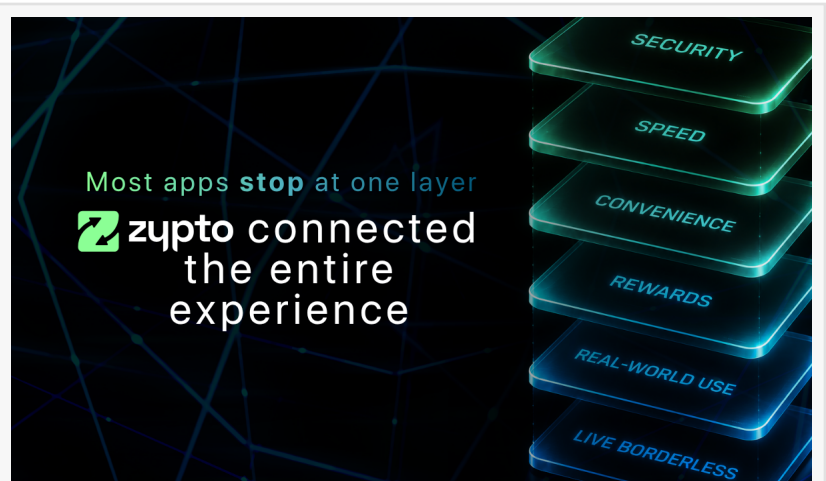 Most apps stop at one layer
zypto connected
the entire
experience
SECURITY
SPEED
CONVENIENCE
REWARDS
REAL-WORLD USE
LIVE BORDERLESS